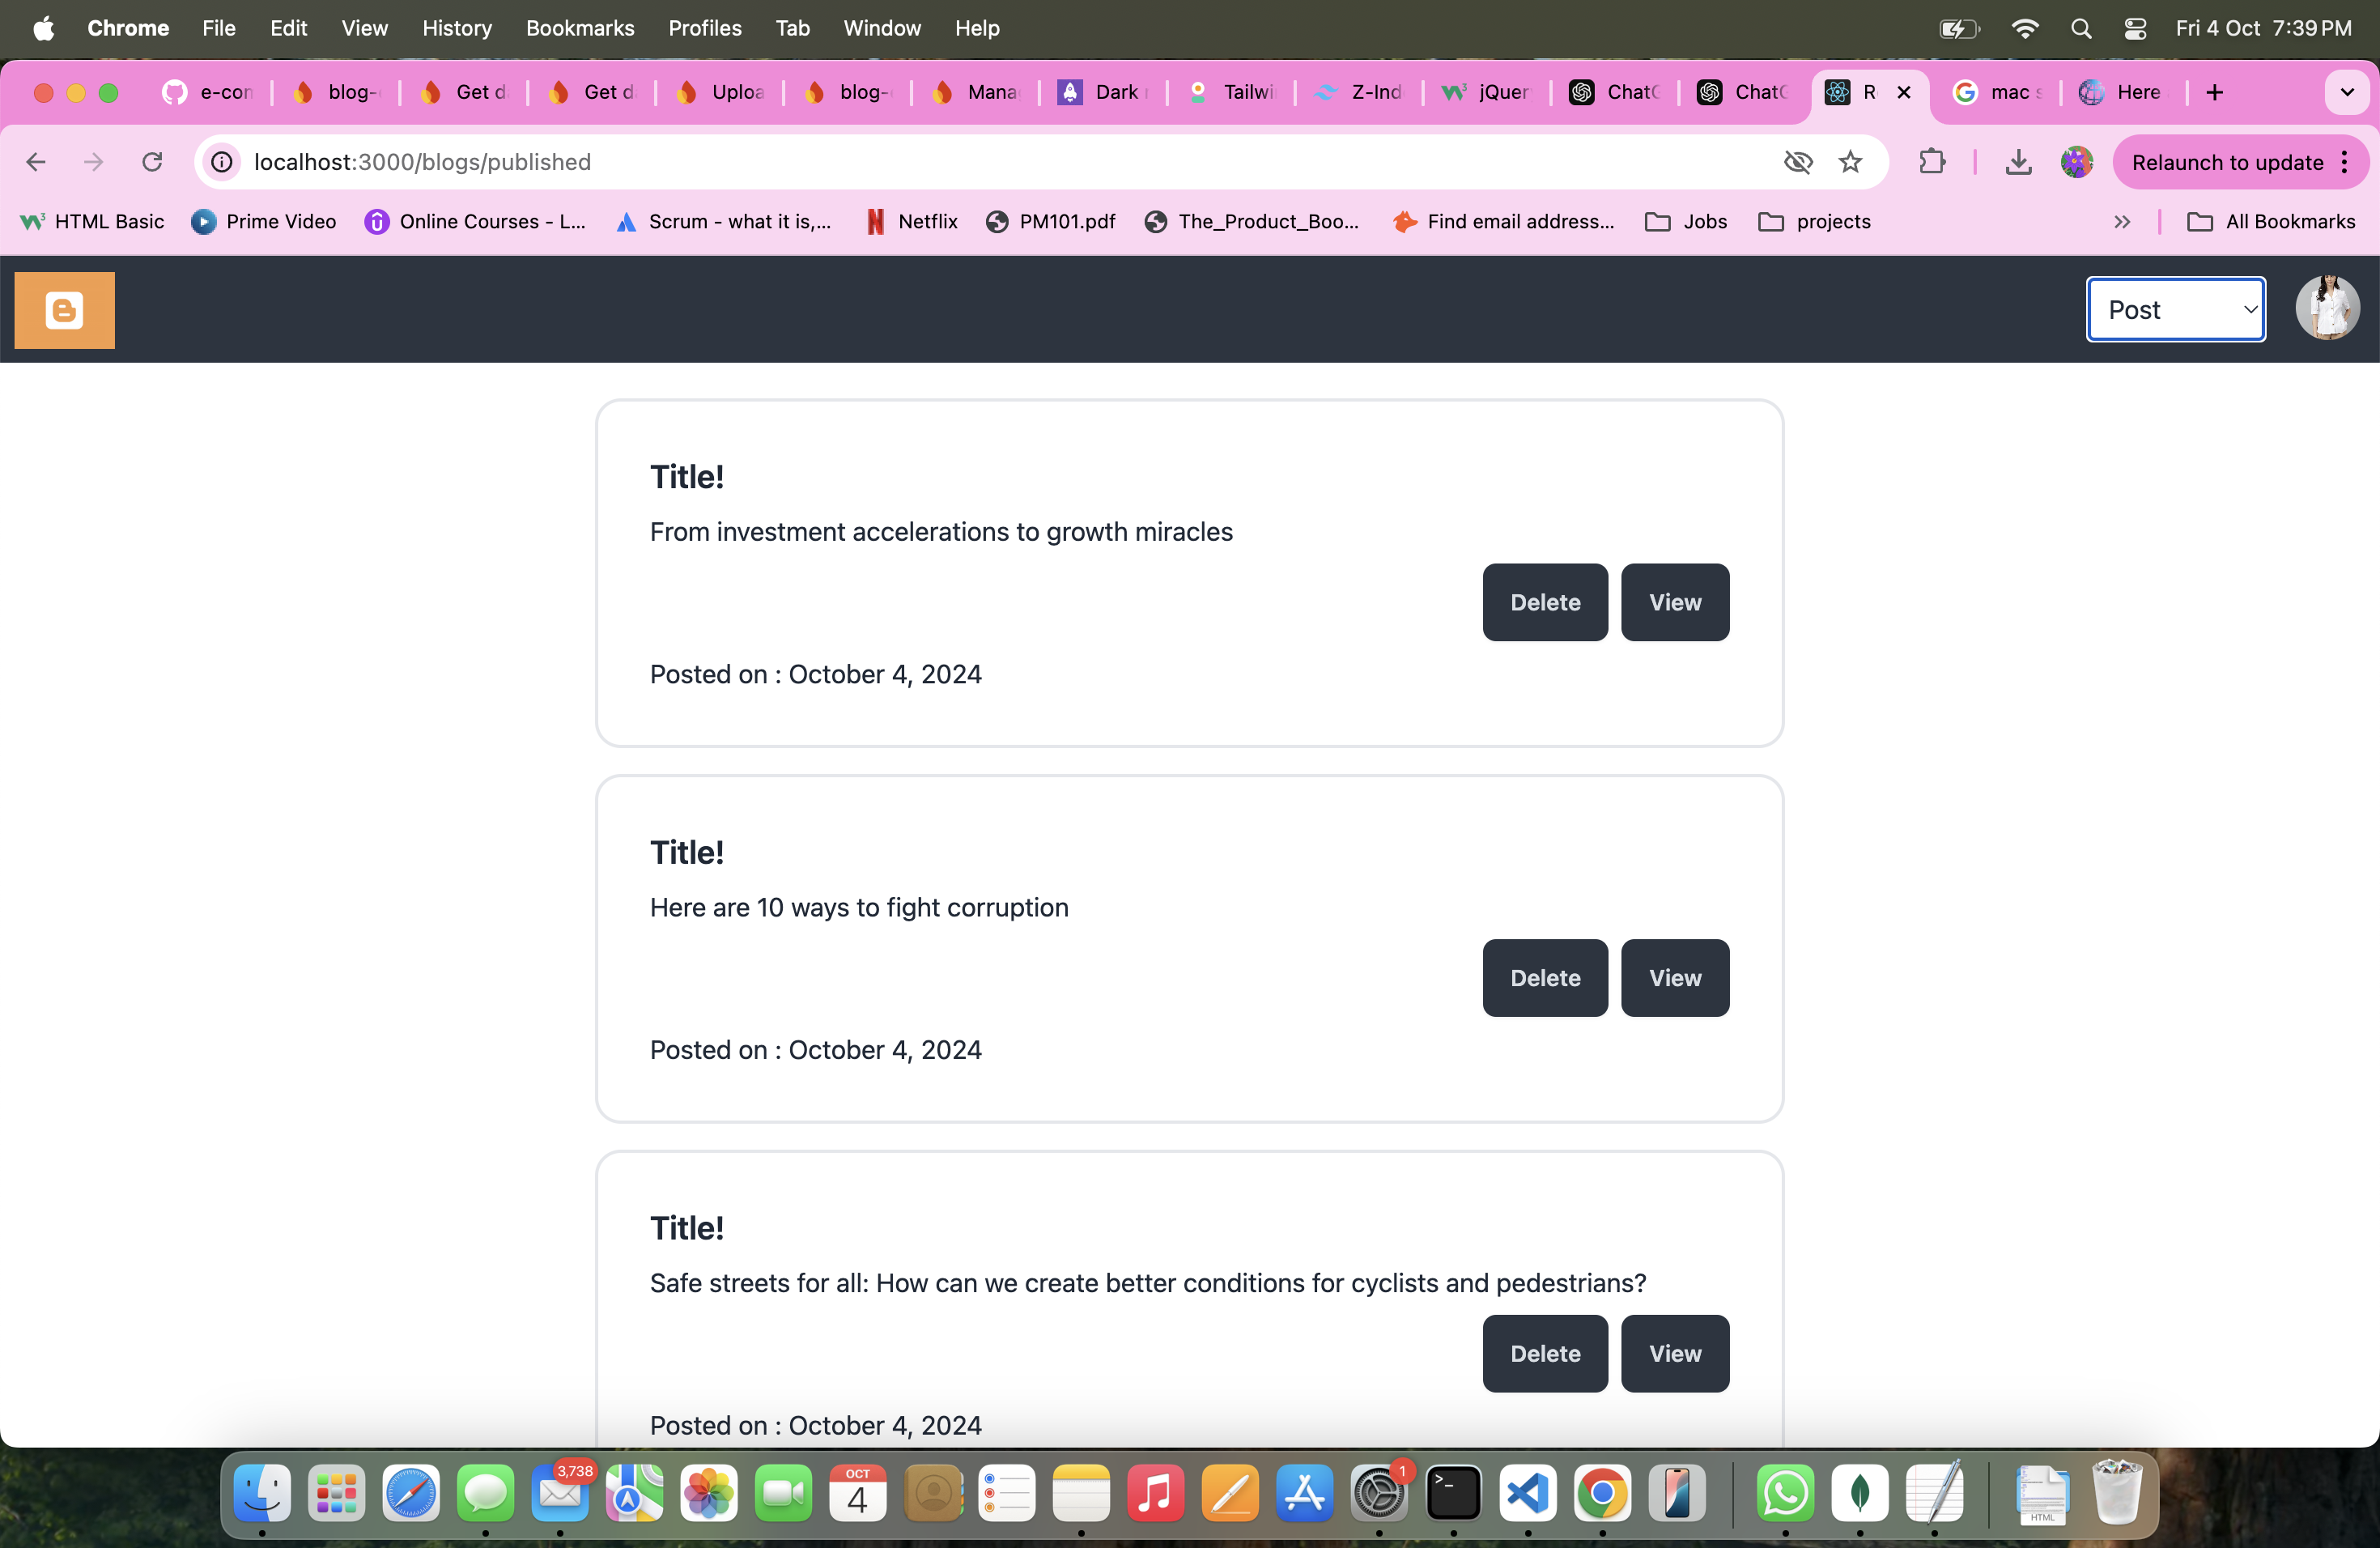 Chrome File Edit View History Bookmarks Profiles Tab Window Help Fri 4 Oct 7:39 PM
e-con blog- Get d Get d Uploa blog- Mana Dark Tailwi Z-Ind jQuer ChatG ChatG R mac s Here
localhost:3000/blogs/published Relaunch to update
HTML Basic Prime Video Online Courses - L... Scrum - what it is,... Netflix PM101.pdf The_Product_Boo... Find email address... Jobs projects All Bookmarks
Post
Title!
From investment accelerations to growth miracles
Delete View
Posted on : October 4, 2024
Title!
Here are 10 ways to fight corruption
Delete View
Posted on : October 4, 2024
Title!
Safe streets for all: How can we create better conditions for cyclists and pedestrians?
Delete View
Posted on : October 4, 2024
3,738 OCT 4 1 HTML